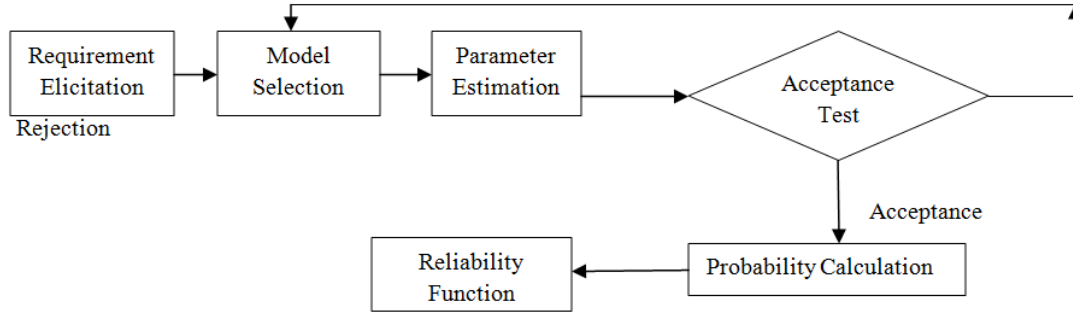 Requirement
Elicitation
Model
Selection
Parameter
Estimation
Acceptance
Test
Rejection
Acceptance
Probability Calculation
Reliability
Function